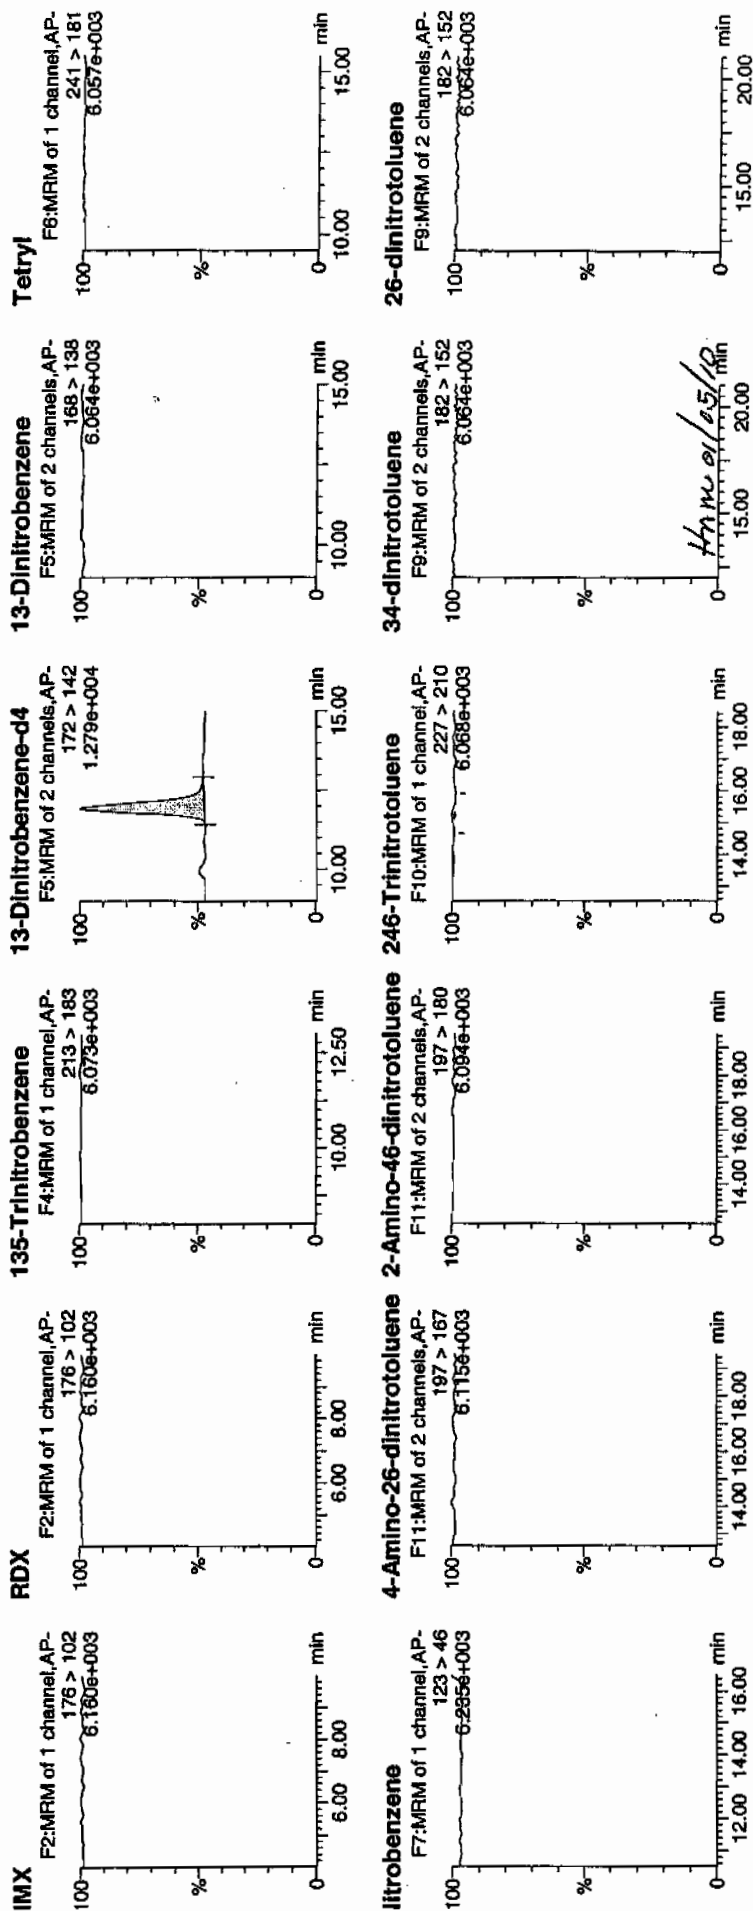 IMX
F2:MRM of 1 channel,AP-
176 > 102
6.160e+003
100
%
0
6.00 8.00 min
RDX
F2:MRM of 1 channel,AP-
176 > 102
6.160e+003
100
%
0
6.00 8.00 min
135-Trinitrobenzene
F4:MRM of 1 channel,AP-
213 > 183
6.073e+003
100
%
0
10.00 12.50 min
13-Dinitrobenzene-d4
F5:MRM of 2 channels,AP-
172 > 142
1.279e+004
100
%
0
10.00 15.00 min
13-Dinitrobenzene
F5:MRM of 2 channels,AP-
168 > 138
6.064e+003
100
%
0
10.00 15.00 min
Tetryl
F6:MRM of 1 channel,AP-
241 > 181
6.057e+003
100
%
0
10.00 15.00 min
litrobenzene
F7:MRM of 1 channel,AP-
123 > 46
6.235e+003
100
%
0
12.00 14.00 16.00 min
4-Amino-26-dinitrotoluene
F11:MRM of 2 channels,AP-
197 > 167
6.115e+003
100
%
0
14.00 16.00 18.00 min
2-Amino-46-dinitrotoluene
F11:MRM of 2 channels,AP-
197 > 180
6.094e+003
100
%
0
14.00 16.00 18.00 min
246-Trinitrotoluene
F10:MRM of 1 channel,AP-
227 > 210
6.068e+003
100
%
0
14.00 16.00 18.00 min
34-dinitrotoluene
F9:MRM of 2 channels,AP-
182 > 152
6.064e+003
100
%
0
15.00 20.00 min
01/05/10
26-dinitrotoluene
F9:MRM of 2 channels,AP-
182 > 152
6.064e+003
100
%
0
15.00 20.00 min